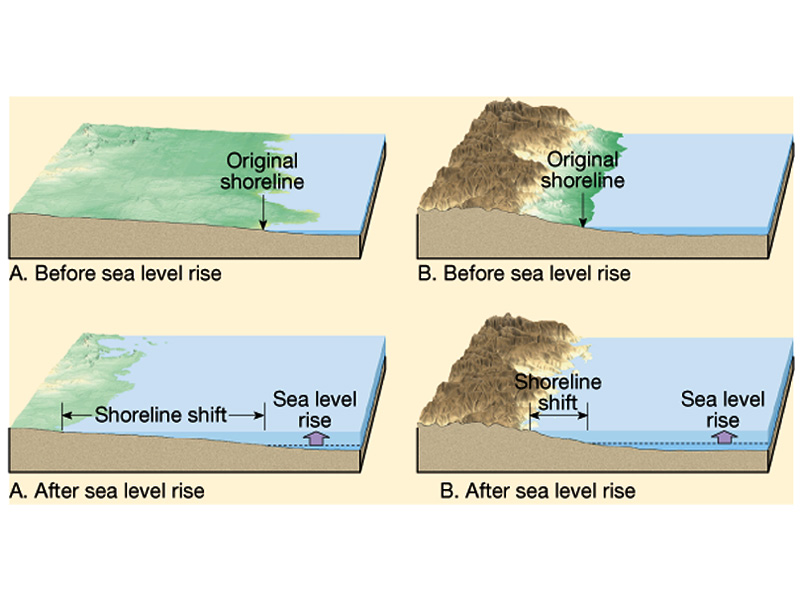 Original
shoreline
A. Before sea level rise
Original
shoreline
B. Before sea level rise
Shoreline shift
Sea level
rise
A. After sea level rise
Shoreline
shift
Sea level
rise
B. After sea level rise